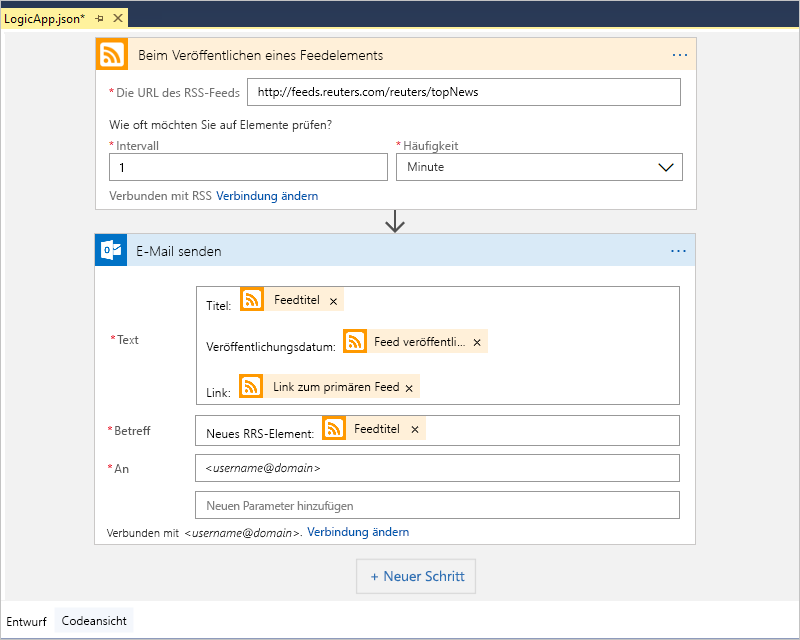 LogicApp.json*
Beim Veröffentlichen eines Feedelements
* Die URL des RSS-Feeds http://feeds.reuters.com/reuters/topNews
Wie oft möchten Sie auf Elemente prüfen?
* Intervall * Häufigkeit
1 Minute
Verbunden mit RSS Verbindung ändern
E-Mail senden
Titel: Feedtitel ×
* Text
Veröffentlichungsdatum: Feed veröffentli... ×
Link: Link zum primären Feed ×
* Betreff Neues RRS-Element: Feedtitel ×
* An <username@domain>
Neuen Parameter hinzufügen
Verbunden mit <username@domain>. Verbindung ändern
+ Neuer Schritt
Entwurf Codeansicht